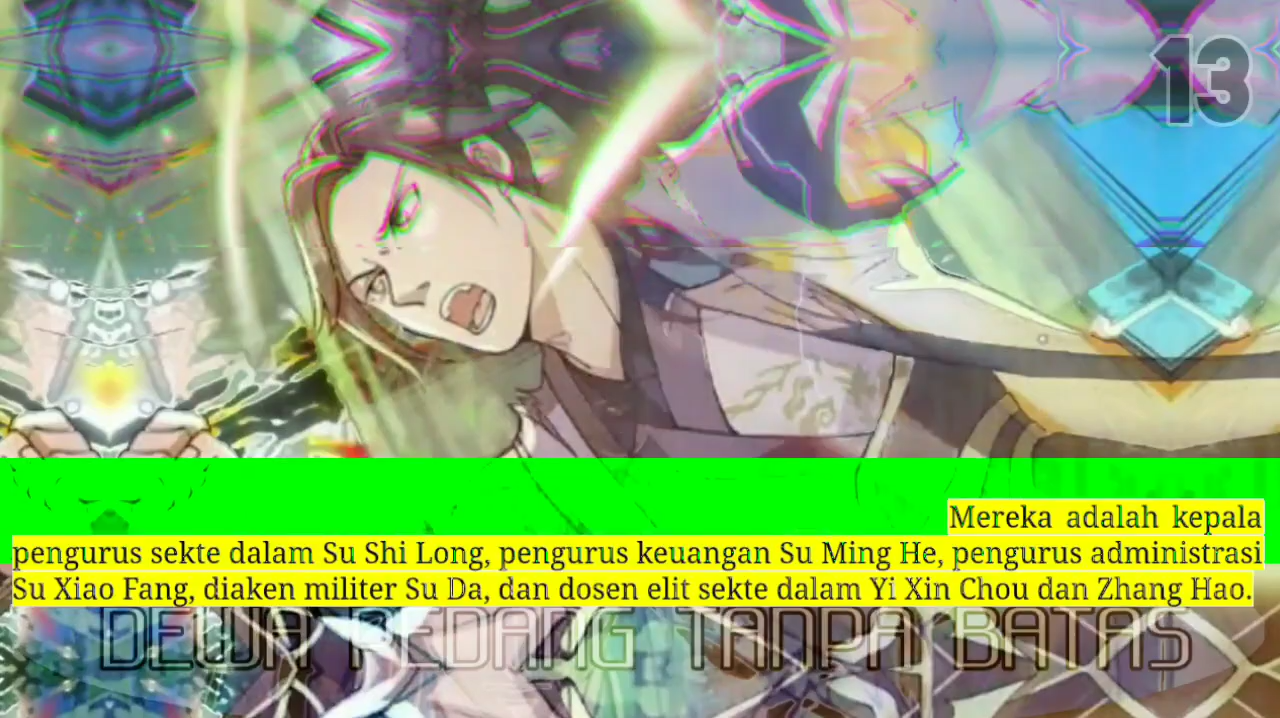 13
Mereka adalah kepala
pengurus sekte dalam Su Shi Long, pengurus keuangan Su Ming He, pengurus administrasi
Su Xiao Fang, diaken militer Su Da, dan dosen elit sekte dalam Yi Xin Chou dan Zhang Hao.
DEWA PEDANG TANPA BATAS